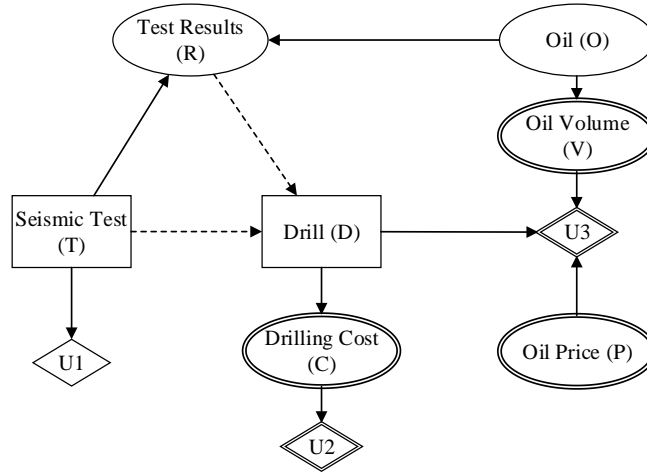 Test Results
(R)
Oil (O)
Oil Volume
(V)
Seismic Test
(T)
Drill (D)
U3
U1
Drilling Cost
(C)
Oil Price (P)
U2